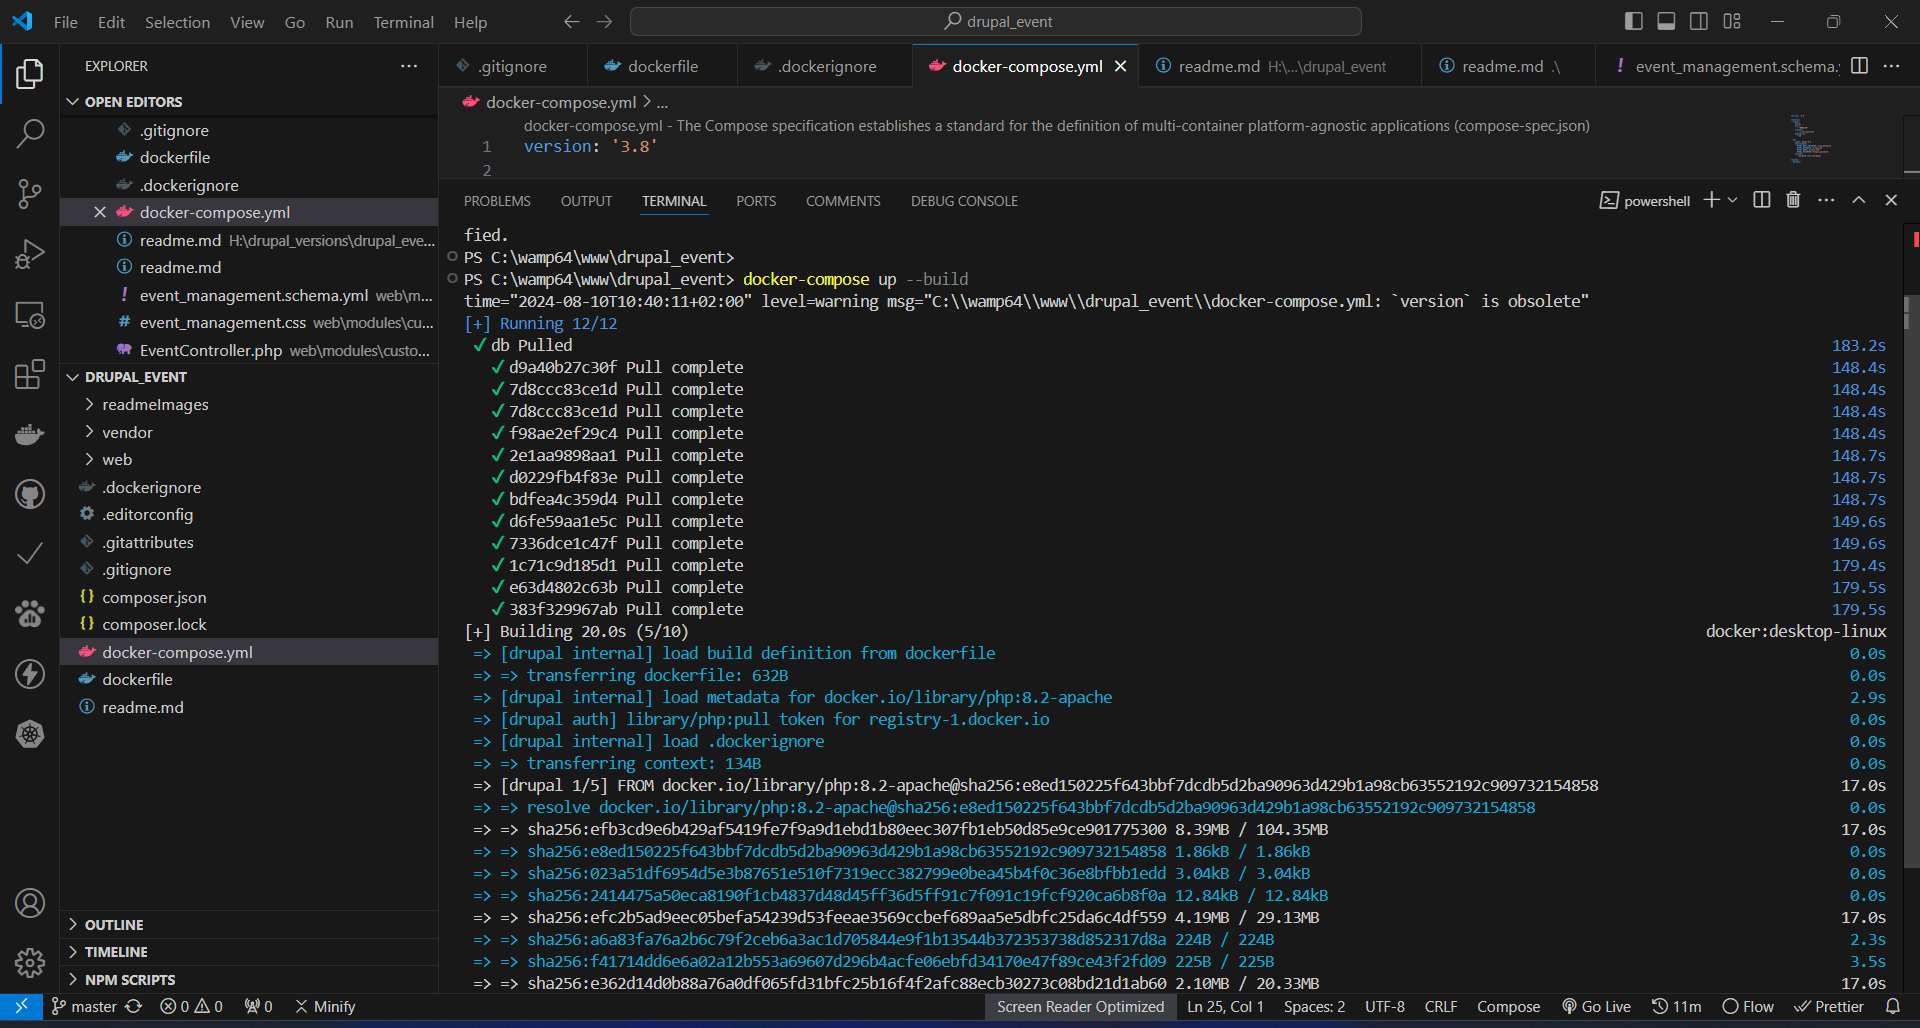 File Edit Selection View Go Run Terminal Help
drupal_event
EXPLORER
OPEN EDITORS
.gitignore
dockerfile
.dockerignore
docker-compose.yml
readme.md H:\drupal_versions\drupal_eve...
readme.md
event_management.schema.yml web\m...
event_management.css web\modules\cu...
EventController.php web\modules\custo...
DRUPAL_EVENT
readmeImages
vendor
web
.dockerignore
.editorconfig
.gitattributes
.gitignore
composer.json
composer.lock
docker-compose.yml
dockerfile
readme.md
OUTLINE
TIMELINE
NPM SCRIPTS
.gitignore dockerfile .dockerignore docker-compose.yml readme.md H:\...\drupal_event readme.md .\ event_management.schema.
docker-compose.yml > ...
docker-compose.yml - The Compose specification establishes a standard for the definition of multi-container platform-agnostic applications (compose-spec.json)
1 version: '3.8'
2
PROBLEMS OUTPUT TERMINAL PORTS COMMENTS DEBUG CONSOLE powershell
fied.
PS C:\wamp64\www\drupal_event>
PS C:\wamp64\www\drupal_event> docker-compose up --build
time="2024-08-10T10:40:11+02:00" level=warning msg="C:\\wamp64\\www\\drupal_event\\docker-compose.yml: `version` is obsolete"
[+] Running 12/12
✔ db Pulled 183.2s
✔ d9a40b27c30f Pull complete 148.4s
✔ 7d8ccc83ce1d Pull complete 148.4s
✔ 7d8ccc83ce1d Pull complete 148.4s
✔ f98ae2ef29c4 Pull complete 148.4s
✔ 2e1aa9898aa1 Pull complete 148.7s
✔ d0229fb4f83e Pull complete 148.7s
✔ bdfea4c359d4 Pull complete 148.7s
✔ d6fe59aa1e5c Pull complete 149.6s
✔ 7336dce1c47f Pull complete 149.6s
✔ 1c71c9d185d1 Pull complete 179.4s
✔ e63d4802c63b Pull complete 179.5s
✔ 383f329967ab Pull complete 179.5s
[+] Building 20.0s (5/10) docker:desktop-linux
=> [drupal internal] load build definition from dockerfile 0.0s
=> => transferring dockerfile: 632B 0.0s
=> [drupal internal] load metadata for docker.io/library/php:8.2-apache 2.9s
=> [drupal auth] library/php:pull token for registry-1.docker.io 0.0s
=> [drupal internal] load .dockerignore 0.0s
=> => transferring context: 134B 0.0s
=> [drupal 1/5] FROM docker.io/library/php:8.2-apache@sha256:e8ed150225f643bbf7dcdb5d2ba90963d429b1a98cb63552192c909732154858 17.0s
=> => resolve docker.io/library/php:8.2-apache@sha256:e8ed150225f643bbf7dcdb5d2ba90963d429b1a98cb63552192c909732154858 0.0s
=> => sha256:efb3cd9e6b429af5419fe7f9a9d1ebd1b80eec307fb1eb50d85e9ce901775300 8.39MB / 104.35MB 17.0s
=> => sha256:e8ed150225f643bbf7dcdb5d2ba90963d429b1a98cb63552192c909732154858 1.86kB / 1.86kB 0.0s
=> => sha256:023a51df6954d5e3b87651e510f7319ecc382799e0bea45b4f0c36e8bfbb1edd 3.04kB / 3.04kB 0.0s
=> => sha256:2414475a50eca8190f1cb4837d48d45ff36d5ff91c7f091c19fcf920ca6b8f0a 12.84kB / 12.84kB 0.0s
=> => sha256:efc2b5ad9eec05befa54239d53feeae3569ccbef689aa5e5dbfc25da6c4df559 4.19MB / 29.13MB 17.0s
=> => sha256:a6a83fa76a2b6c79f2ceb6a3ac1d705844e9f1b13544b372353738d852317d8a 224B / 224B 2.3s
=> => sha256:f41714dd6e6a02a12b553a69607d296b4acfe06ebfd34170e47f89ce43f2fd09 225B / 225B 3.5s
=> => sha256:e362d14d0b88a76a0df065fd31bfc25b16f4f2afc88ecb30273c08bd21d1ab60 2.10MB / 20.33MB 17.0s
master 0 0 0 Minify Screen Reader Optimized Ln 25, Col 1 Spaces: 2 UTF-8 CRLF Compose Go Live 11m Flow Prettier